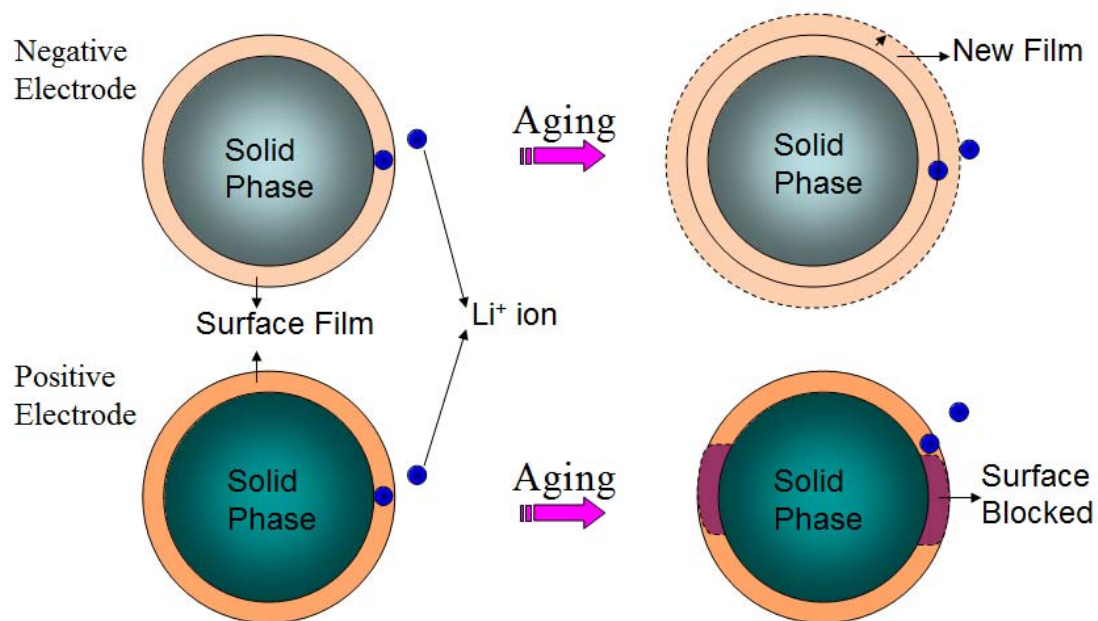 Negative
Electrode
Solid
Phase
Aging
New Film
Solid
Phase
Surface Film
Li⁺ ion
Positive
Electrode
Solid
Phase
Aging
Solid
Phase
Surface
Blocked